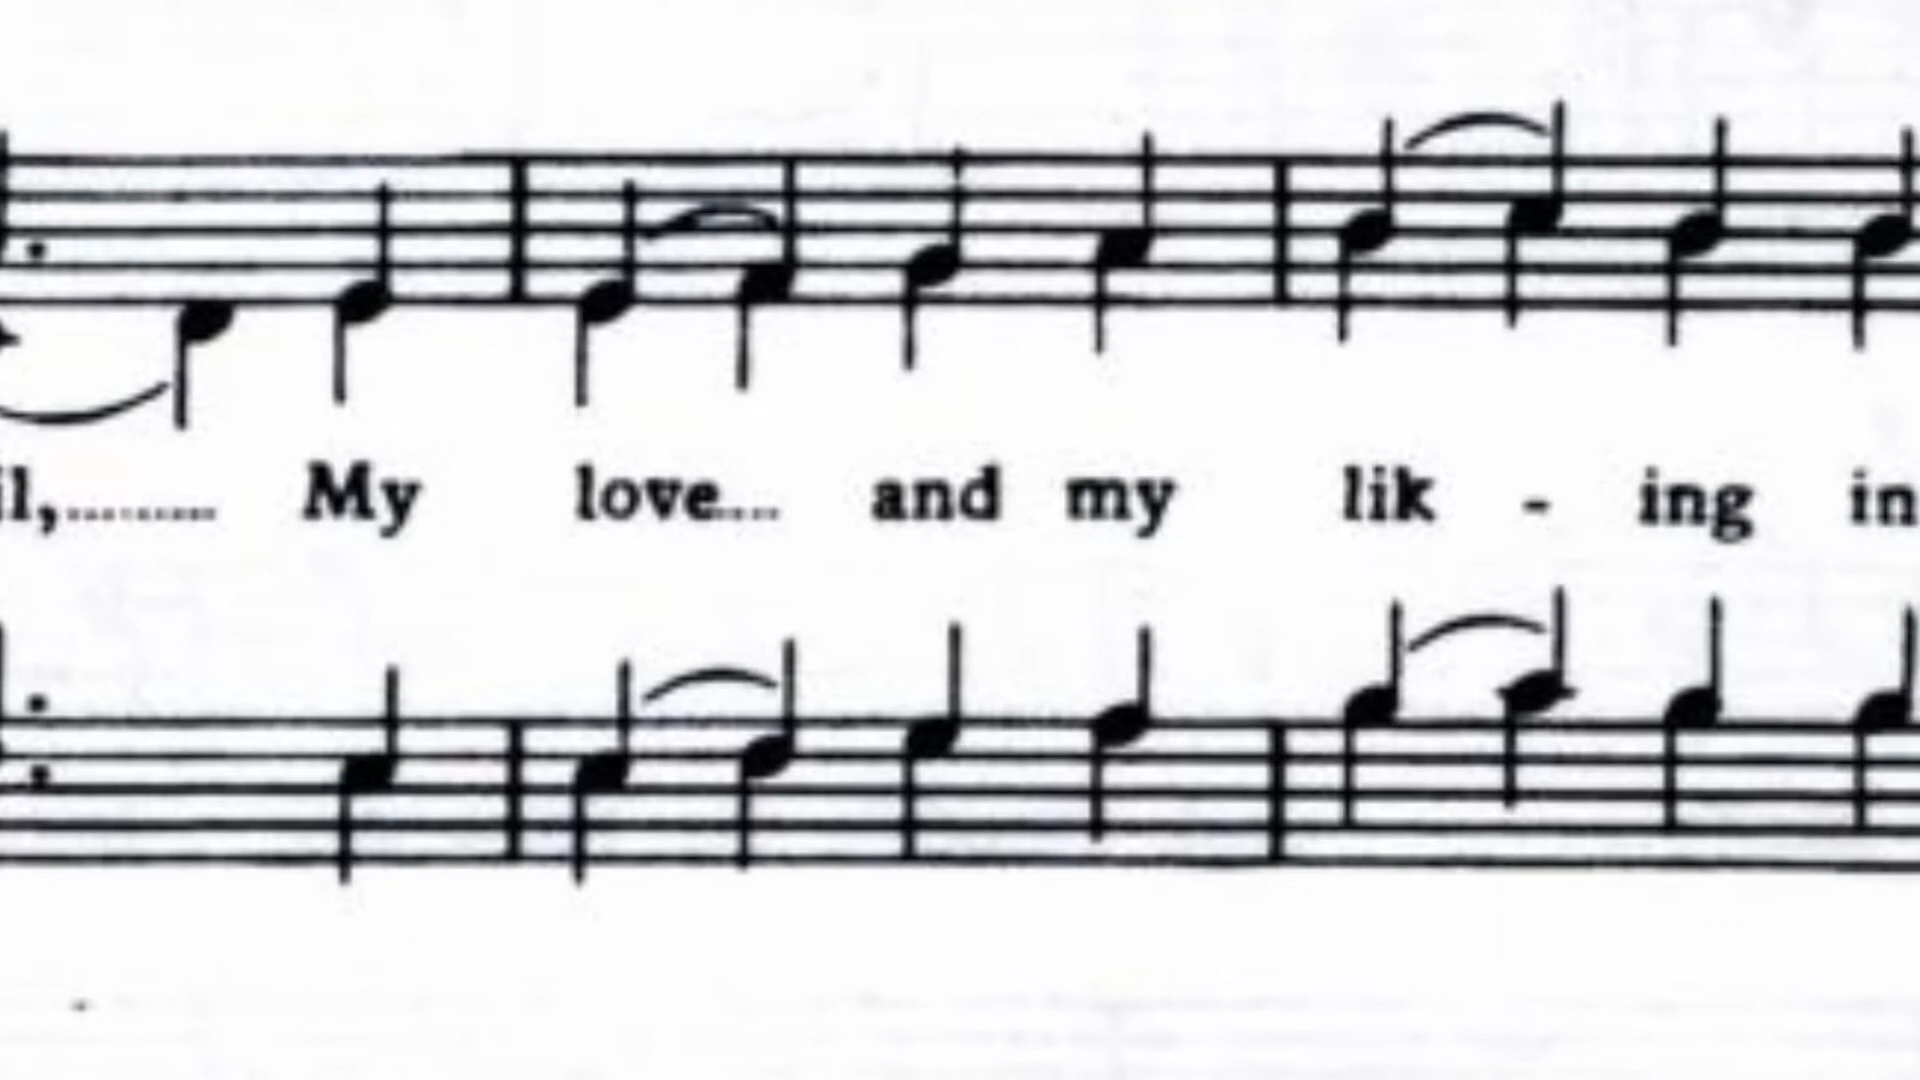 il,......... My love.... and my lik - ing in